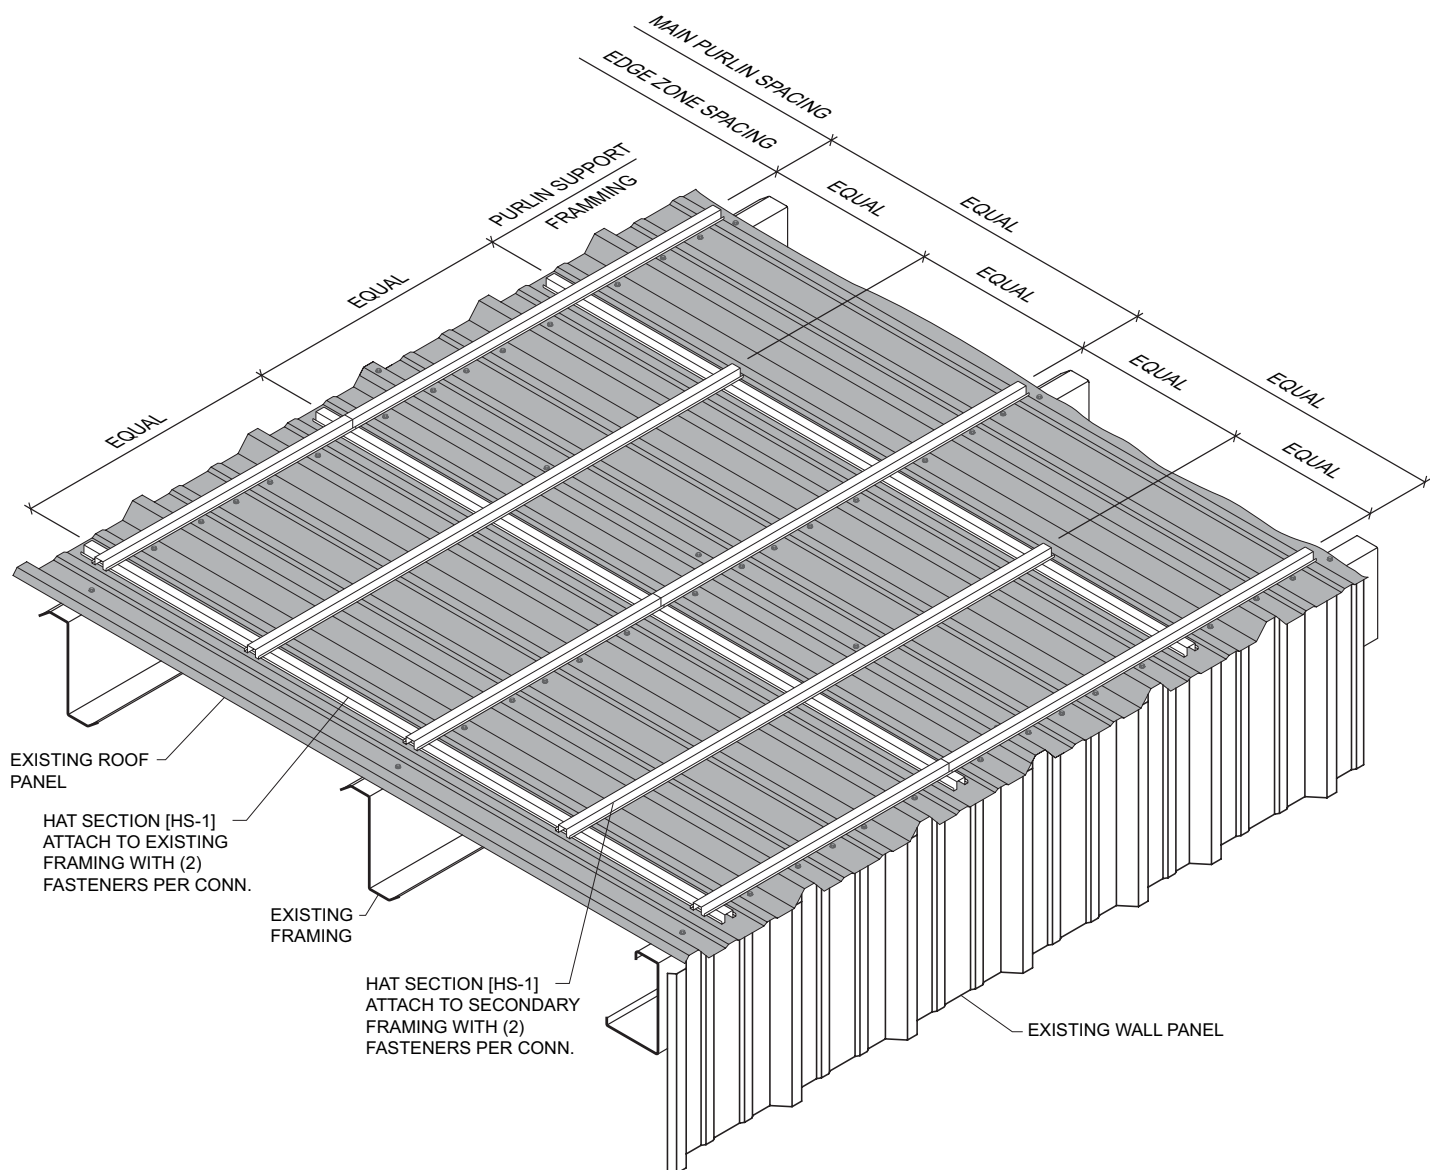 MAIN PURLIN SPACING
EDGE ZONE SPACING
PURLIN SUPPORT
FRAMMING
EQUAL
EQUAL
EQUAL
EQUAL
EQUAL
EQUAL
EQUAL
EQUAL
EXISTING ROOF
PANEL
HAT SECTION [HS-1]
ATTACH TO EXISTING
FRAMING WITH (2)
FASTENERS PER CONN.
EXISTING
FRAMING
HAT SECTION [HS-1]
ATTACH TO SECONDARY
FRAMING WITH (2)
FASTENERS PER CONN.
EXISTING WALL PANEL